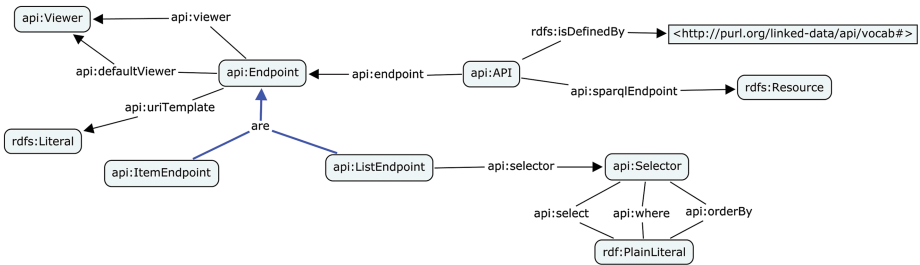 api:Viewer
api:viewer
rdfs:isDefinedBy
<http://purl.org/linked-data/api/vocab#>
api:defaultViewer
api:Endpoint
api:endpoint
api:API
api:sparqlEndpoint
rdfs:Resource
api:uriTemplate
rdfs:Literal
are
api:ItemEndpoint
api:ListEndpoint
api:selector
api:Selector
api:select
api:where
api:orderBy
rdf:PlainLiteral